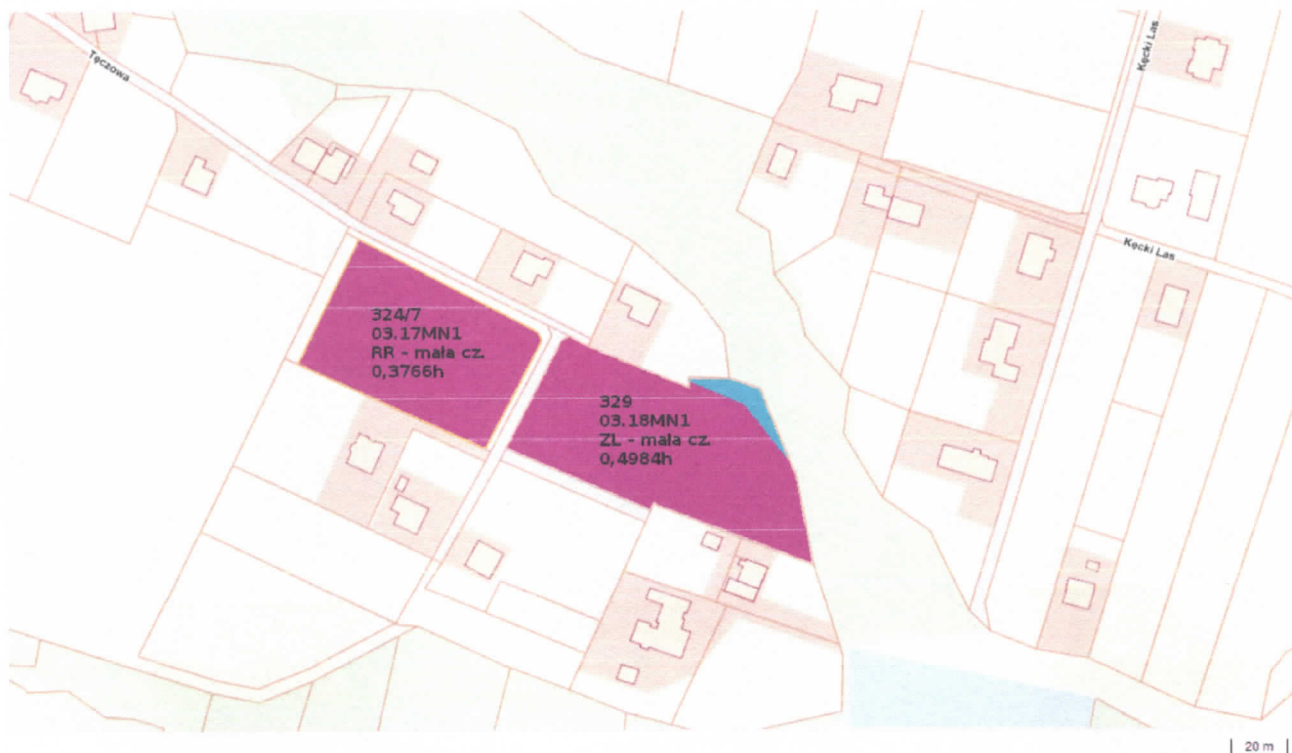 Tęczowa
Kęcki Las
Kęcki Las
324/7
03.17MN1
RR - mała cz.
0,3766h
329
03.18MN1
ZL - mała cz.
0,4984h
20 m